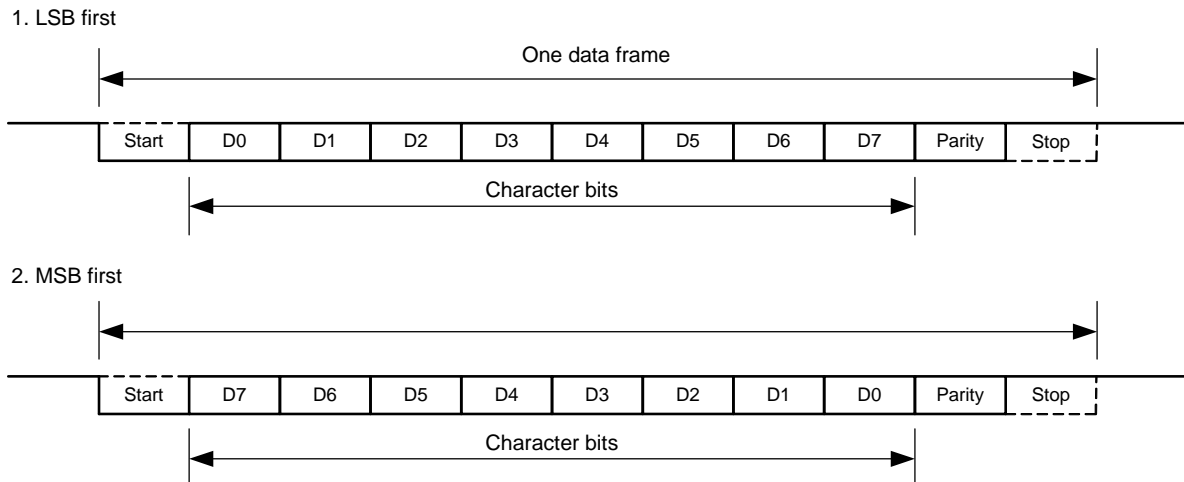 1. LSB first
One data frame
Start D0 D1 D2 D3 D4 D5 D6 D7 Parity Stop
Character bits
2. MSB first
Start D7 D6 D5 D4 D3 D2 D1 D0 Parity Stop
Character bits